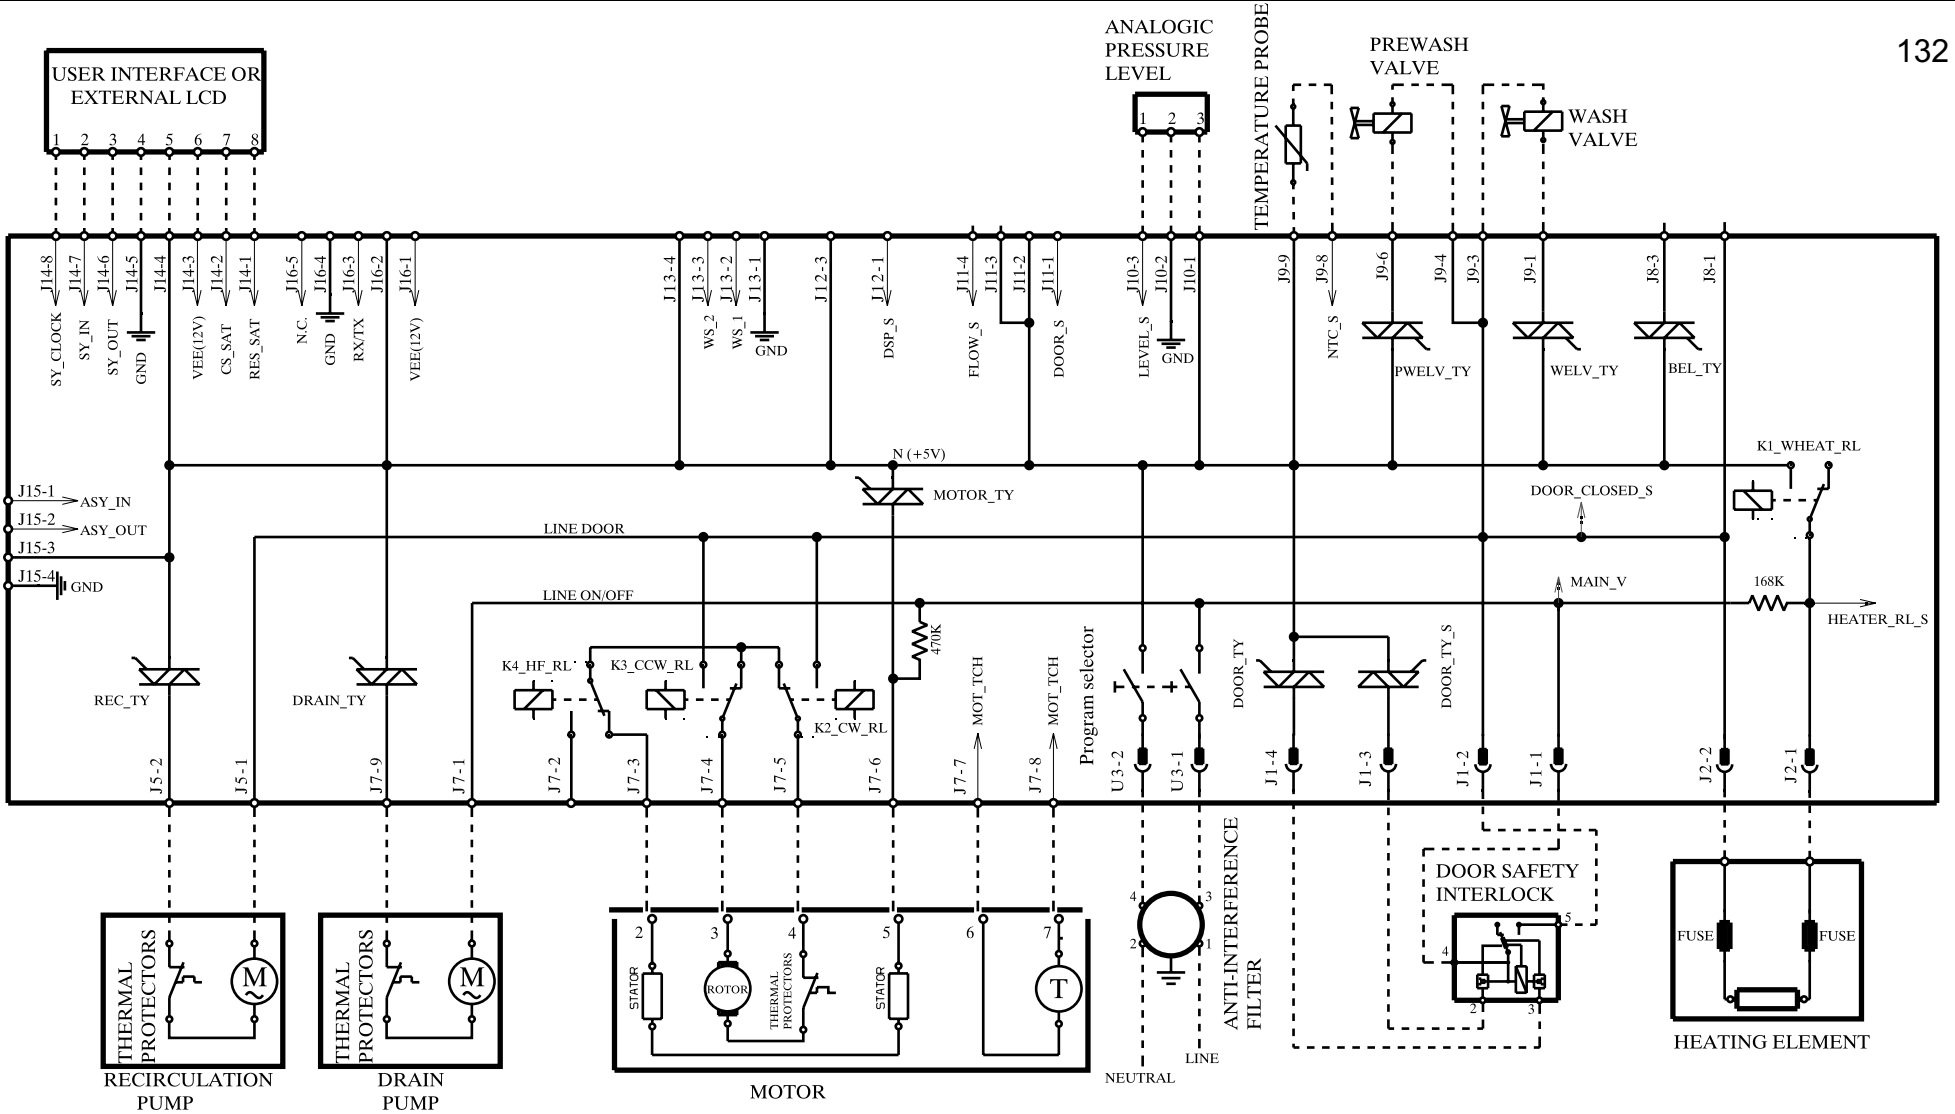 132
USER INTERFACE OR
EXTERNAL LCD
1 2 3 4 5 6 7 8
ANALOGIC
PRESSURE
LEVEL
1 2 3
TEMPERATURE PROBE
PREWASH
VALVE
WASH
VALVE
J14-8
J14-7
J14-6
J14-5
J14-4
J14-3
J14-2
J14-1
J16-5
J16-4
J16-3
J16-2
J16-1
J13-4
J13-3
J13-2
J13-1
J12-3
J12-1
J11-4
J11-3
J11-2
J11-1
J10-3
J10-2
J10-1
J9-9
J9-8
J9-6
J9-4
J9-3
J9-1
J8-3
J8-1
SY_CLOCK
SY_IN
SY_OUT
GND
VEE(12V)
CS_SAT
RES_SAT
N.C.
GND
RX/TX
VEE(12V)
WS_2
WS_1
GND
DSP_S
FLOW_S
DOOR_S
LEVEL_S
GND
NTC_S
PWELV_TY
WELV_TY
BEL_TY
N (+5V)
K1_WHEAT_RL
MOTOR_TY
DOOR_CLOSED_S
J15-1
ASY_IN
J15-2
ASY_OUT
J15-3
J15-4
GND
LINE DOOR
LINE ON/OFF
MAIN_V
168K
HEATER_RL_S
470K
REC_TY
DRAIN_TY
K4_HF_RL
K3_CCW_RL
K2_CW_RL
MOT_TCH
MOT_TCH
Program selector
DOOR_TY
DOOR_TY_S
J5-2
J5-1
J7-9
J7-1
J7-2
J7-3
J7-4
J7-5
J7-6
J7-7
J7-8
U3-2
U3-1
J1-4
J1-3
J1-2
J1-1
J2-2
J2-1
THERMAL
PROTECTORS
M
RECIRCULATION
PUMP
THERMAL
PROTECTORS
M
DRAIN
PUMP
2 3 4 5 6 7
STATOR
ROTOR
THERMAL
PROTECTORS
STATOR
T
MOTOR
4 3
2 1
ANTI-INTERFERENCE
FILTER
LINE
NEUTRAL
DOOR SAFETY
INTERLOCK
5
4
2 3
FUSE
FUSE
HEATING ELEMENT